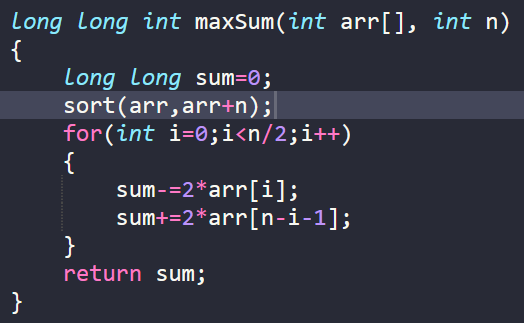 long long int maxSum(int arr[], int n)
{
    long long sum=0;
    sort(arr,arr+n);
    for(int i=0;i<n/2;i++)
    {
        sum-=2*arr[i];
        sum+=2*arr[n-i-1];
    }
    return sum;
}